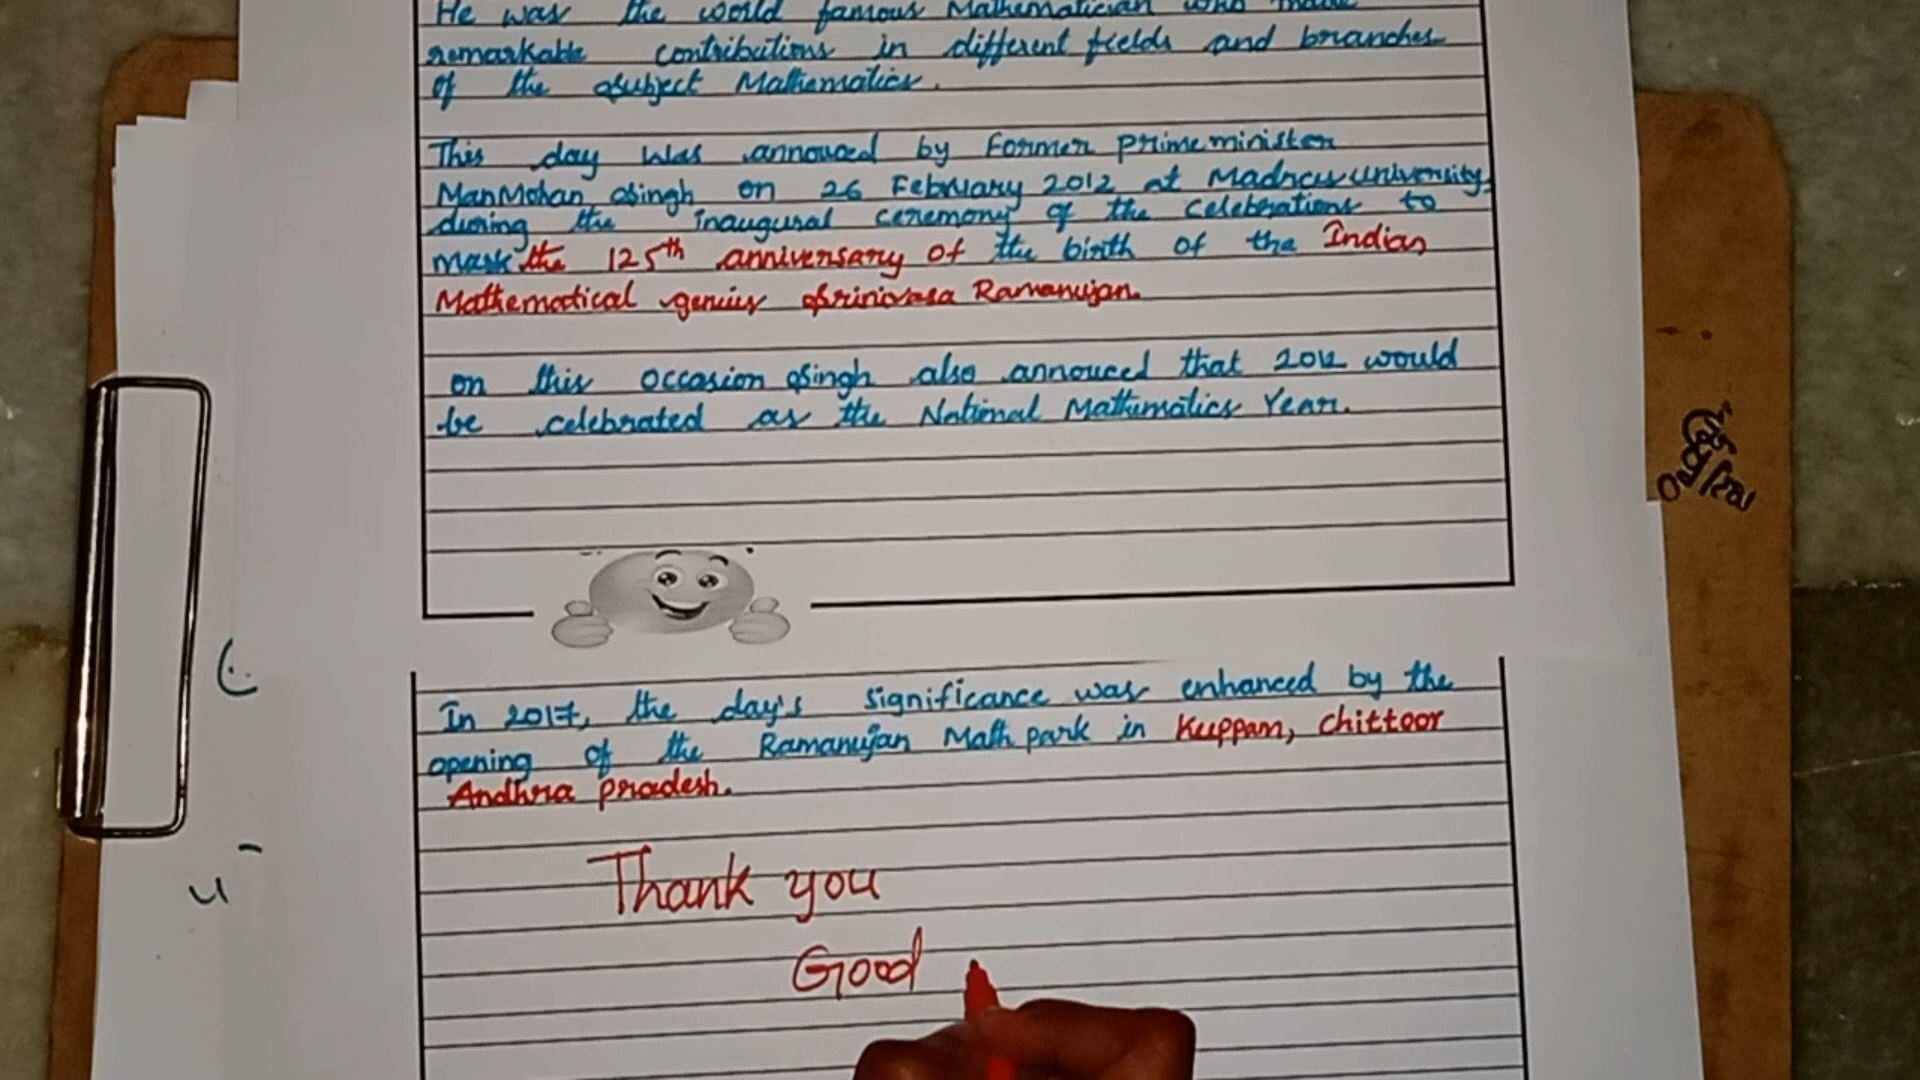 He was the world famous Mathematician who made
remarkable contributions in different fields and branches
of the subject Mathematics.
This day was annouced by Former prime minister
ManMohan Singh on 26 February 2012 at Madras university,
during the inaugural ceremony of the celebrations to
mark the 125th anniversary of the birth of the Indian
Mathematical genius Srinivasa Ramanujan.
on this occasion Singh also annouced that 2012 would
be celebrated as the National Mathematics Year.
In 2017, the day's significance was enhanced by the
opening of the Ramanujan Math park in Kuppam, Chittoor
Andhra pradesh.
Thank you
Good